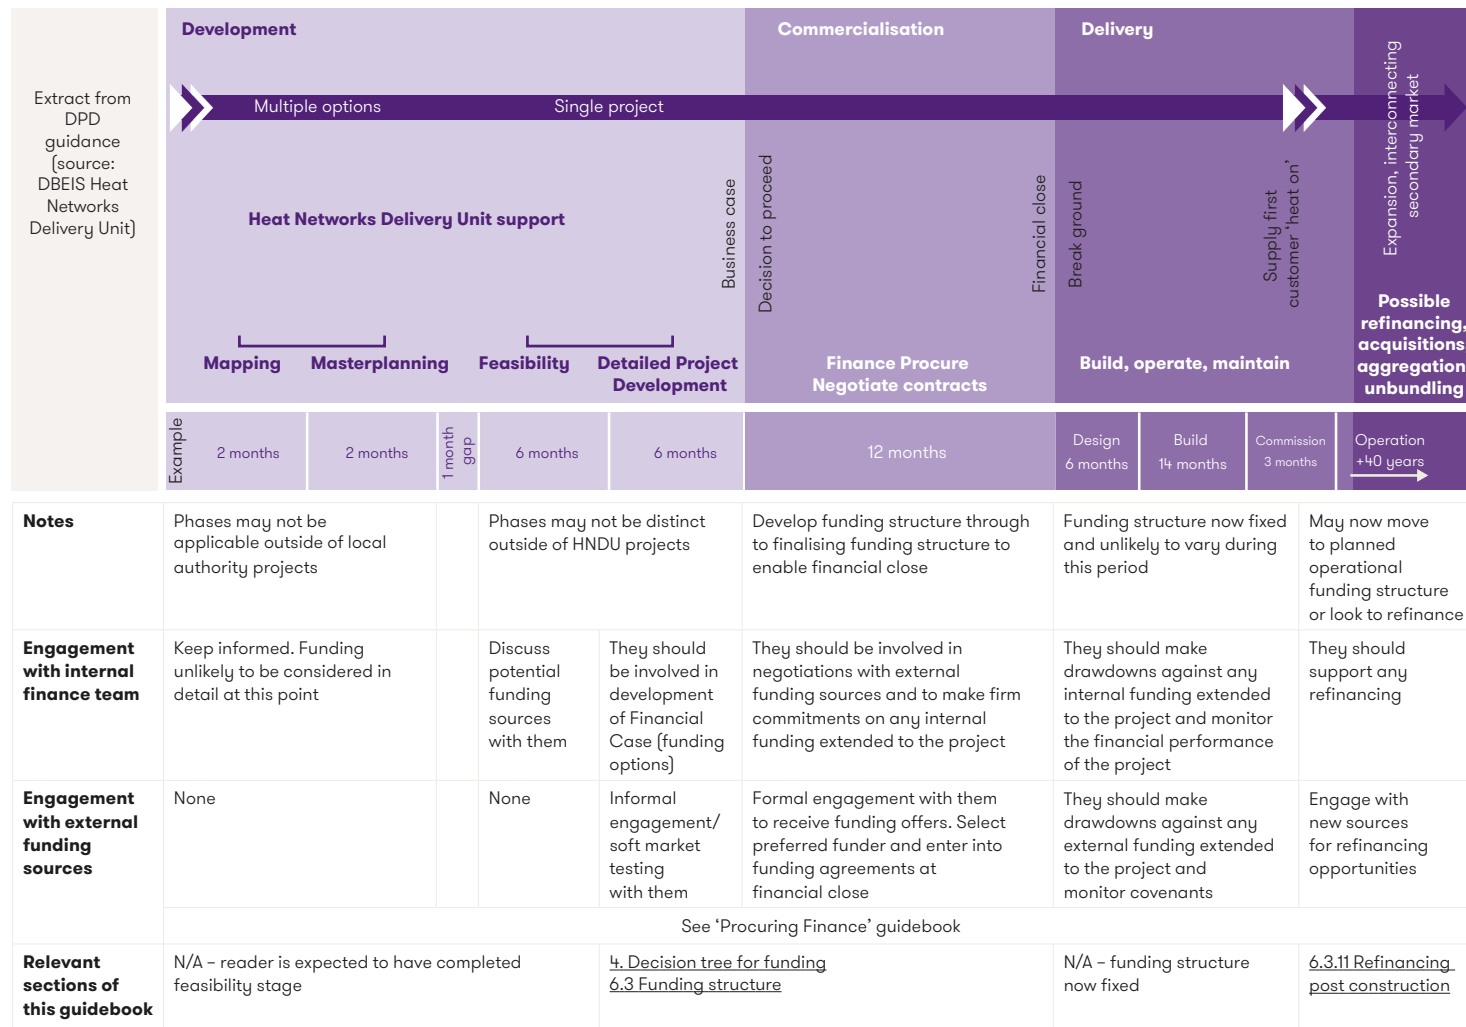 Extract from
DPD
guidance
(source:
DBEIS Heat
Networks
Delivery Unit)
Development
Commercialisation
Delivery
Multiple options
Single project
Heat Networks Delivery Unit support
Business case
Decision to proceed
Financial close
Break ground
Supply first
customer ‘heat on’
Expansion, interconnecting
secondary market
Mapping
Masterplanning
Feasibility
Detailed Project
Development
Finance Procure
Negotiate contracts
Build, operate, maintain
Possible
refinancing,
acquisitions
aggregation
unbundling
Example
2 months
2 months
1 month
gap
6 months
6 months
12 months
Design
6 months
Build
14 months
Commission
3 months
Operation
+40 years
Notes
Phases may not be
applicable outside of local
authority projects
Phases may not be distinct
outside of HNDU projects
Develop funding structure through
to finalising funding structure to
enable financial close
Funding structure now fixed
and unlikely to vary during
this period
May now move
to planned
operational
funding structure
or look to refinance
Engagement
with internal
finance team
Keep informed. Funding
unlikely to be considered in
detail at this point
Discuss
potential
funding
sources
with them
They should
be involved in
development
of Financial
Case (funding
options)
They should be involved in
negotiations with external
funding sources and to make firm
commitments on any internal
funding extended to the project
They should make
drawdowns against any
internal funding extended
to the project and monitor
the financial performance
of the project
They should
support any
refinancing
Engagement
with external
funding
sources
None
None
Informal
engagement/
soft market
testing
with them
Formal engagement with them
to receive funding offers. Select
preferred funder and enter into
funding agreements at
financial close
They should make
drawdowns against any
external funding extended
to the project and
monitor covenants
Engage with
new sources
for refinancing
opportunities
See ‘Procuring Finance’ guidebook
Relevant
sections of
this guidebook
N/A – reader is expected to have completed
feasibility stage
4. Decision tree for funding
6.3 Funding structure
N/A – funding structure
now fixed
6.3.11 Refinancing
post construction